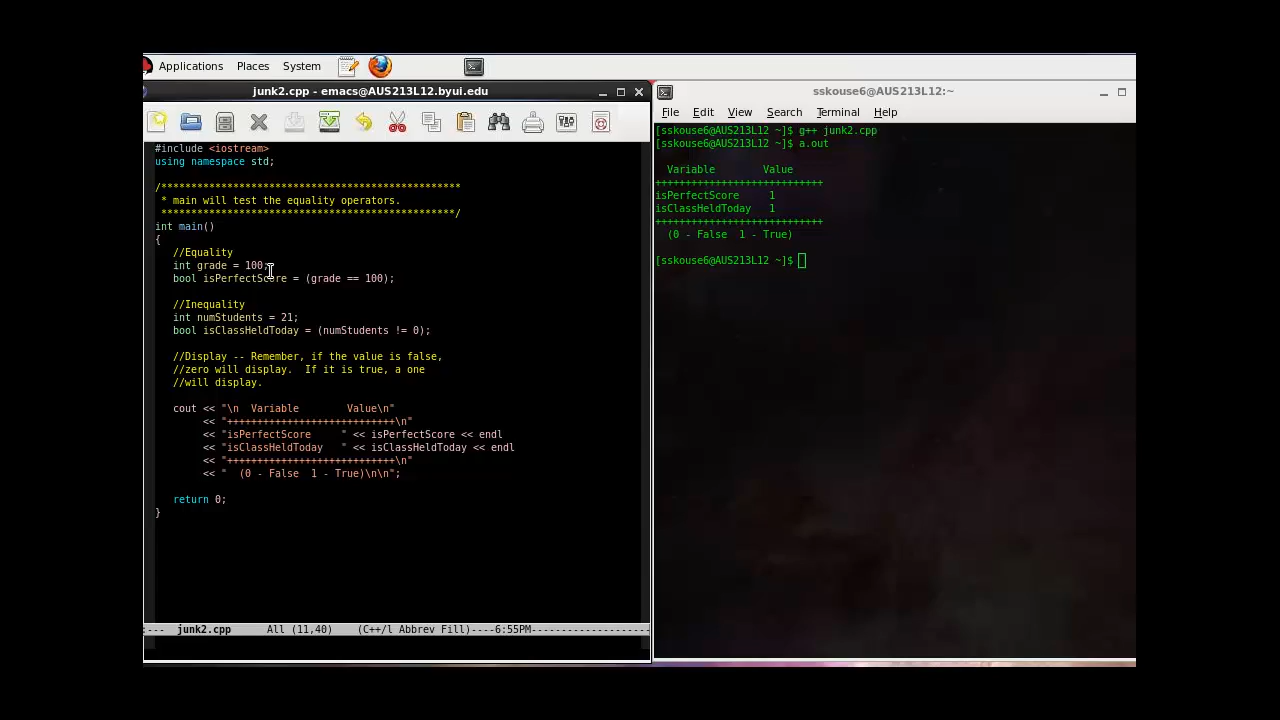 Applications Places System
junk2.cpp - emacs@AUS213L12.byui.edu
#include <iostream>
using namespace std;
/**************************************************
 * main will test the equality operators.
 *************************************************/
int main()
{
   //Equality
   int grade = 100;
   bool isPerfectScore = (grade == 100);
   //Inequality
   int numStudents = 21;
   bool isClassHeldToday = (numStudents != 0);
   //Display -- Remember, if the value is false,
   //zero will display.  If it is true, a one
   //will display.
   cout << "\n  Variable        Value\n"
        << "++++++++++++++++++++++++++++\n"
        << "isPerfectScore     " << isPerfectScore << endl
        << "isClassHeldToday   " << isClassHeldToday << endl
        << "++++++++++++++++++++++++++++\n"
        << "  (0 - False  1 - True)\n\n";
   return 0;
}
:--- junk2.cpp All (11,40) (C++/l Abbrev Fill)----6:55PM--------------------
sskouse6@AUS213L12:~
File Edit View Search Terminal Help
[sskouse6@AUS213L12 ~]$ g++ junk2.cpp
[sskouse6@AUS213L12 ~]$ a.out
  Variable        Value
++++++++++++++++++++++++++++
isPerfectScore     1
isClassHeldToday   1
++++++++++++++++++++++++++++
  (0 - False  1 - True)
[sskouse6@AUS213L12 ~]$